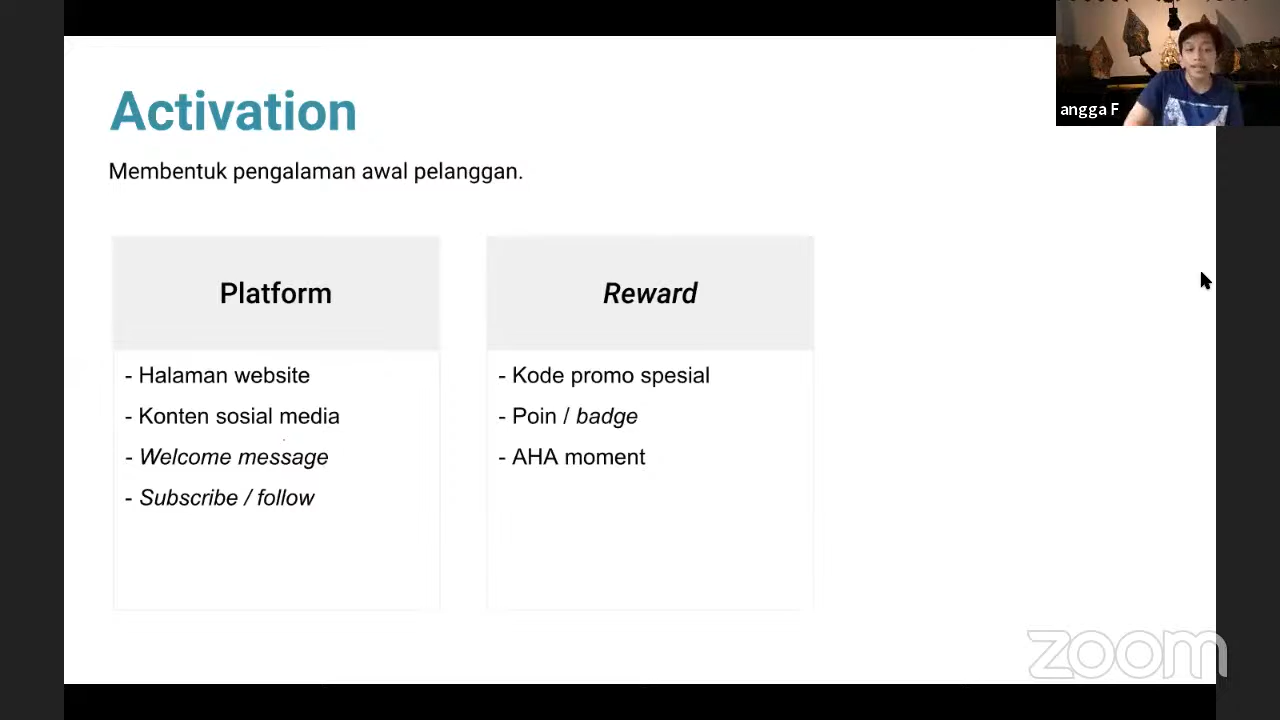 Activation
Membentuk pengalaman awal pelanggan.
Platform
- Halaman website
- Konten sosial media
- Welcome message
- Subscribe / follow
Reward
- Kode promo spesial
- Poin / badge
- AHA moment
angga F
zoom